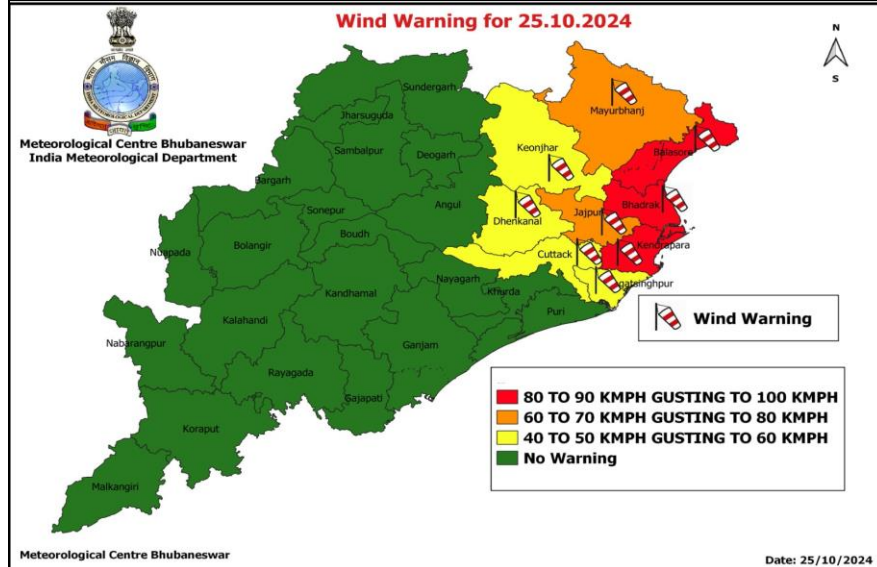 Wind Warning for 25.10.2024
N
S
Meteorological Centre Bhubaneswar
India Meteorological Department
Sundergarh
Mayurbhanj
Jharsuguda
Keonjhar
Balasore
Sambalpur
Deogarh
Bargarh
Angul
Dhenkanal
Jajpur
Bhadrak
Sonepur
Boudh
Kendrapara
Nuapada
Bolangir
Cuttack
Nayagarh
Khurda
gatsinghpur
Puri
Kandhamal
Kalahandi
Nabarangpur
Ganjam
Rayagada
Gajapati
Koraput
Malkangiri
Wind Warning
80 TO 90 KMPH GUSTING TO 100 KMPH
60 TO 70 KMPH GUSTING TO 80 KMPH
40 TO 50 KMPH GUSTING TO 60 KMPH
No Warning
Meteorological Centre Bhubaneswar
Date: 25/10/2024